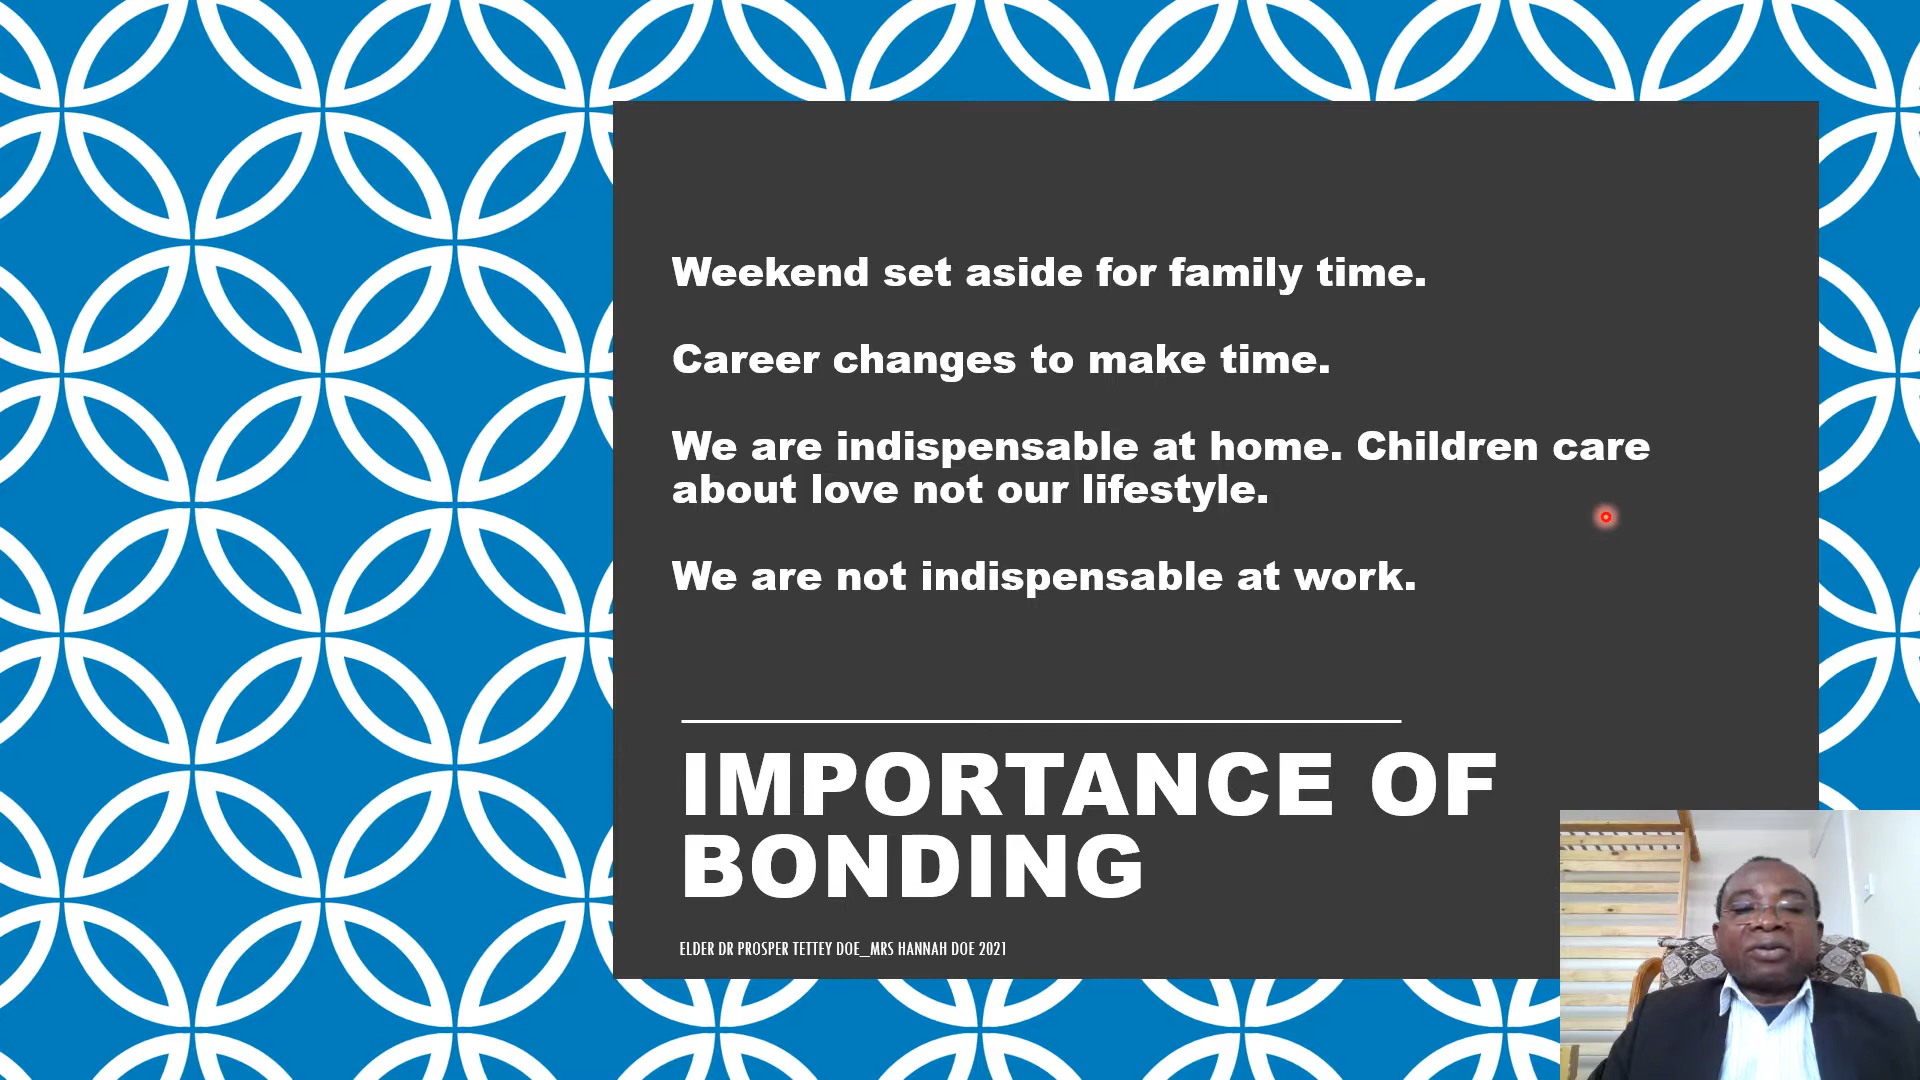 Weekend set aside for family time.
Career changes to make time.
We are indispensable at home. Children care
about love not our lifestyle.
We are not indispensable at work.
IMPORTANCE OF
BONDING
ELDER DR PROSPER TETTEY DOE_MRS HANNAH DOE 2021